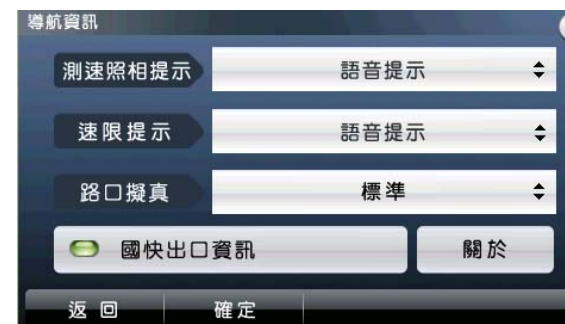 導航資訊
測速照相提示 語音提示
速限提示 語音提示
路口擬真 標準
國快出口資訊 關於
返回 確定